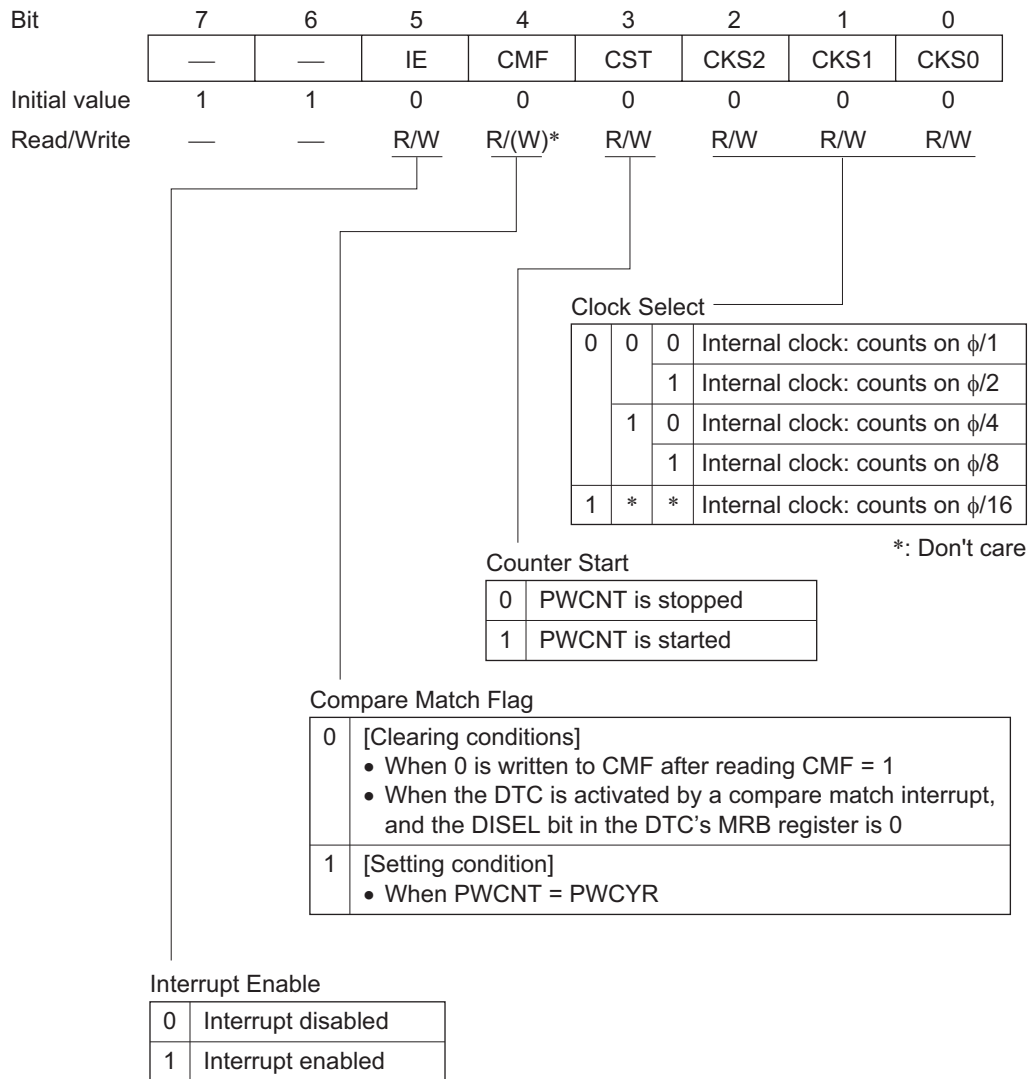 Bit 7 6 5 4 3 2 1 0
— — IE CMF CST CKS2 CKS1 CKS0
Initial value 1 1 0 0 0 0 0 0
Read/Write — — R/W R/(W)* R/W R/W R/W R/W
Clock Select
0 0 0 Internal clock: counts on ϕ/1
1 Internal clock: counts on ϕ/2
1 0 Internal clock: counts on ϕ/4
1 Internal clock: counts on ϕ/8
1 * * Internal clock: counts on ϕ/16
*: Don't care
Counter Start
0 PWCNT is stopped
1 PWCNT is started
Compare Match Flag
0 [Clearing conditions]
• When 0 is written to CMF after reading CMF = 1
• When the DTC is activated by a compare match interrupt,
and the DISEL bit in the DTC’s MRB register is 0
1 [Setting condition]
• When PWCNT = PWCYR
Interrupt Enable
0 Interrupt disabled
1 Interrupt enabled